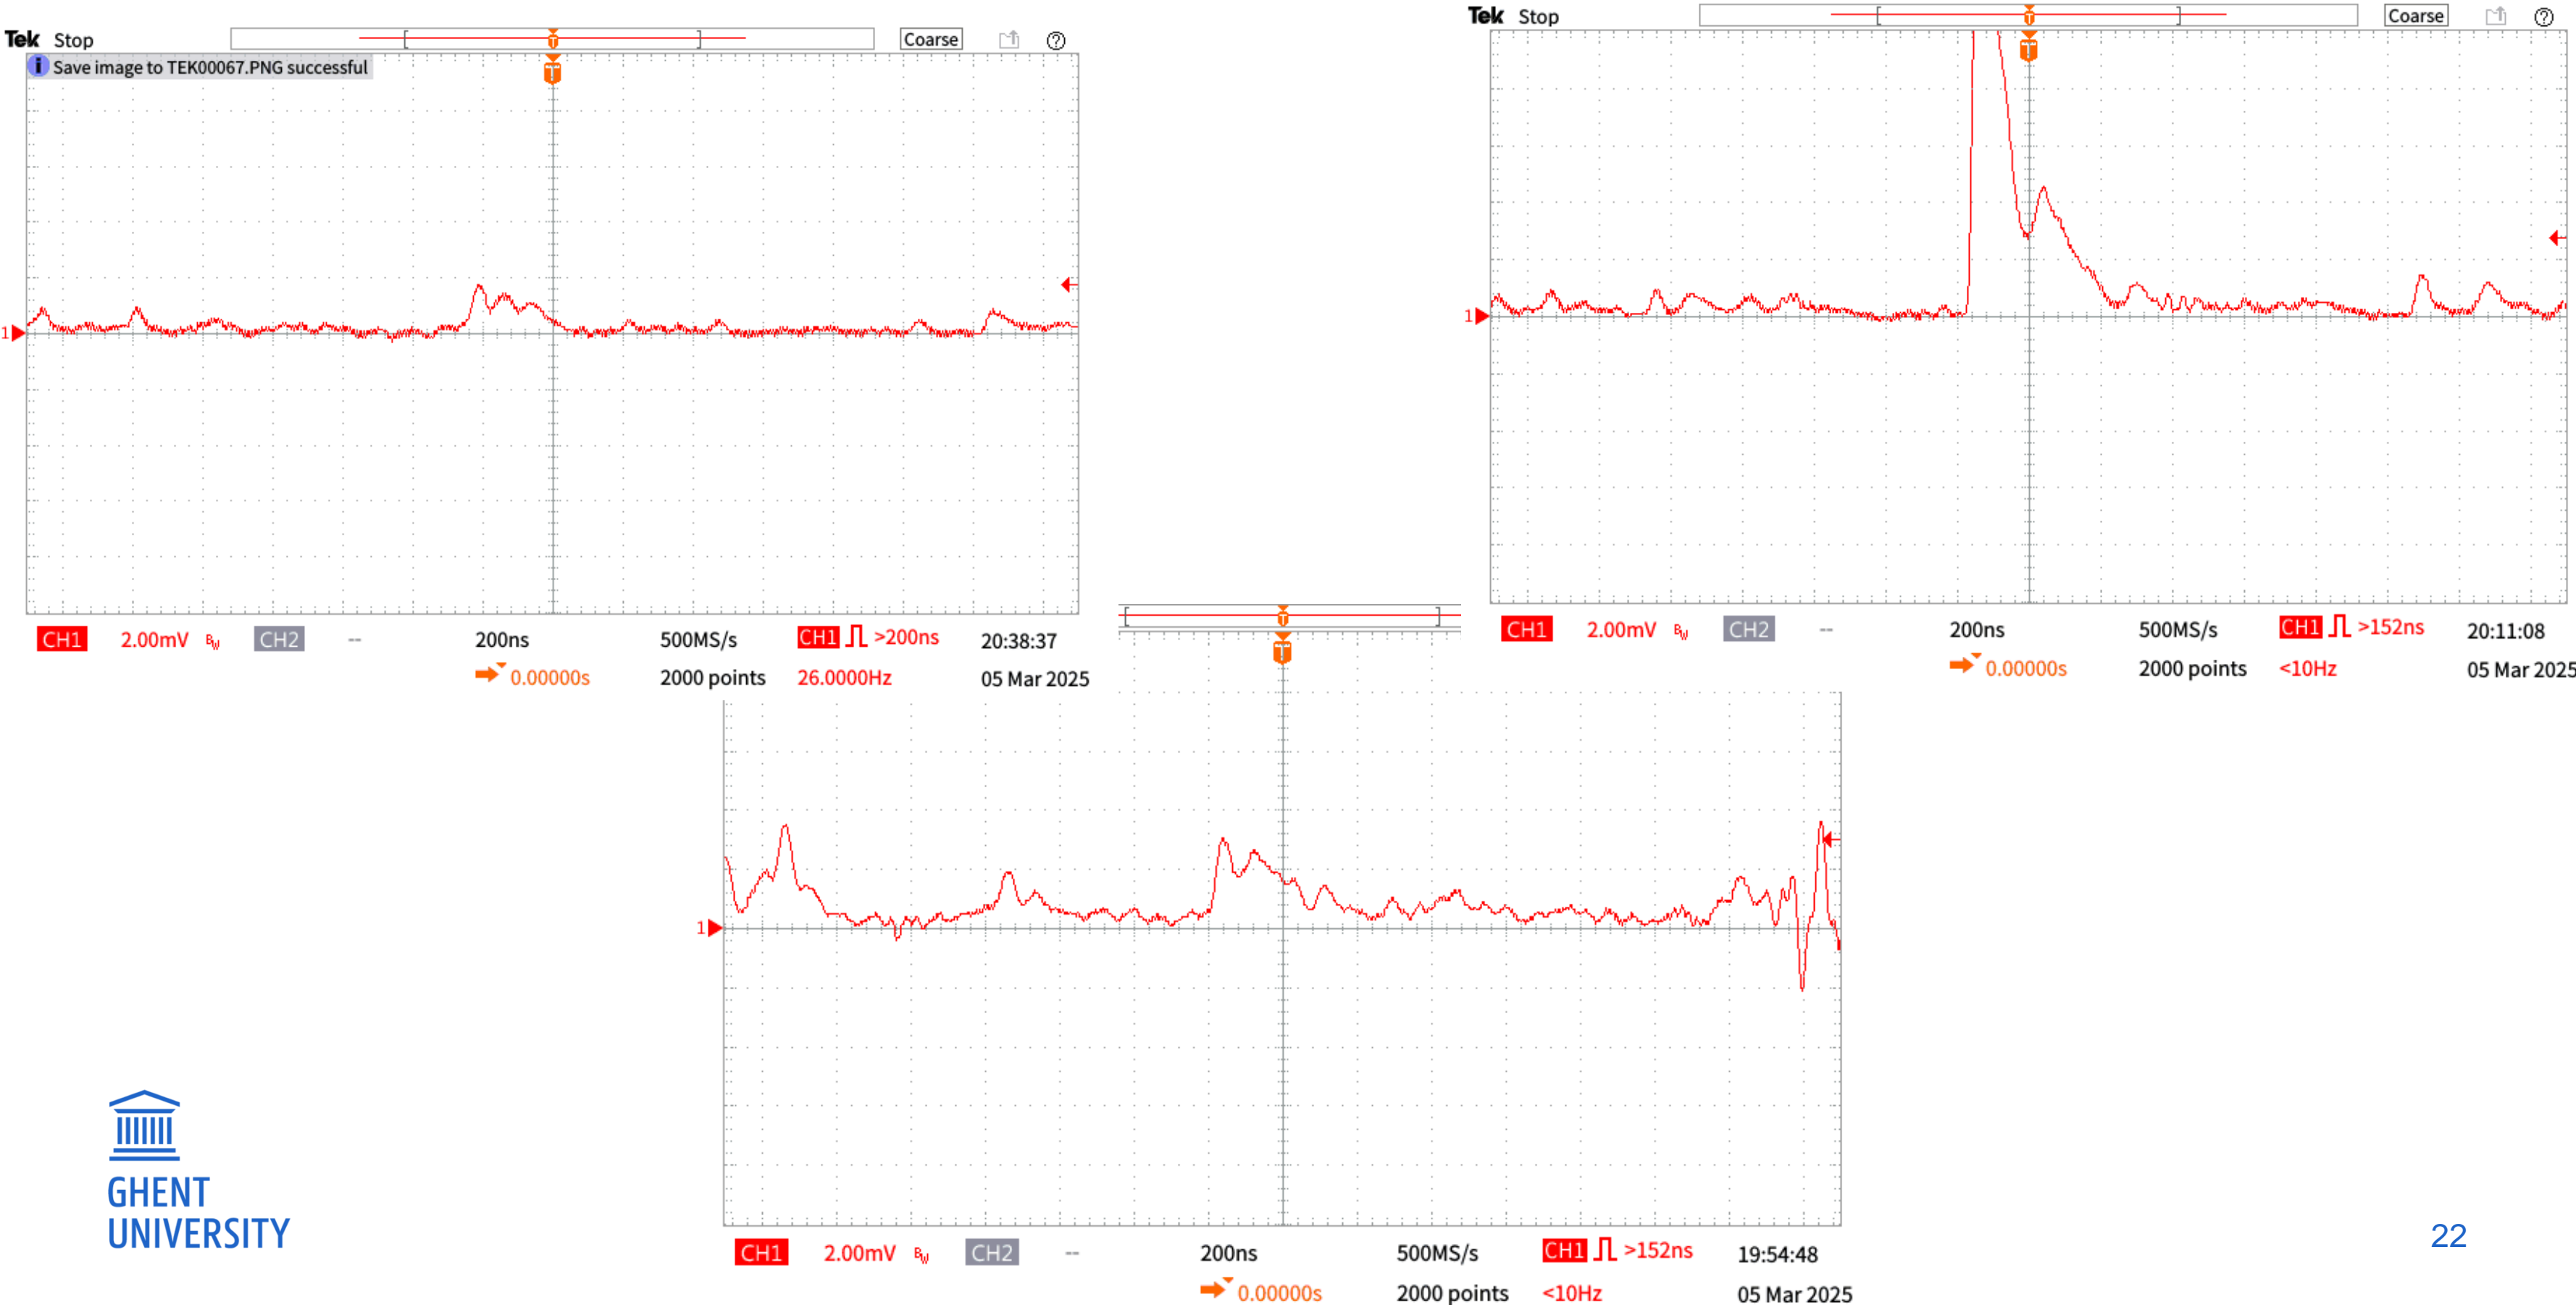 Tek Stop Coarse
Save image to TEK00067.PNG successful
1
CH1 2.00mV BW CH2 -- 200ns 500MS/s CH1 >200ns 20:38:37
0.00000s 2000 points 26.0000Hz 05 Mar 2025
Tek Stop Coarse
1
CH1 2.00mV BW CH2 -- 200ns 500MS/s CH1 >152ns 20:11:08
0.00000s 2000 points <10Hz 05 Mar 2025
1
CH1 2.00mV BW CH2 -- 200ns 500MS/s CH1 >152ns 19:54:48
0.00000s 2000 points <10Hz 05 Mar 2025
GHENT
UNIVERSITY
22